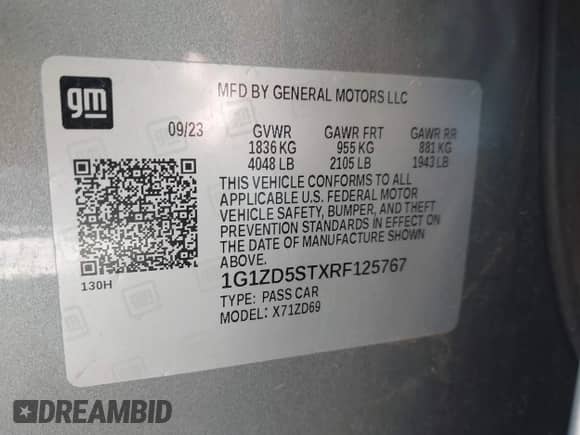 gm
MFD BY GENERAL MOTORS LLC
09/23 GVWR GAWR FRT GAWR RR
1836 KG 955 KG 881 KG
4048 LB 2105 LB 1943 LB
THIS VEHICLE CONFORMS TO ALL
APPLICABLE U.S. FEDERAL MOTOR
VEHICLE SAFETY, BUMPER, AND THEFT
PREVENTION STANDARDS IN EFFECT ON
THE DATE OF MANUFACTURE SHOWN
ABOVE.
130H
1G1ZD5STXRF125767
TYPE: PASS CAR
MODEL: X71ZD69
DREAMBID